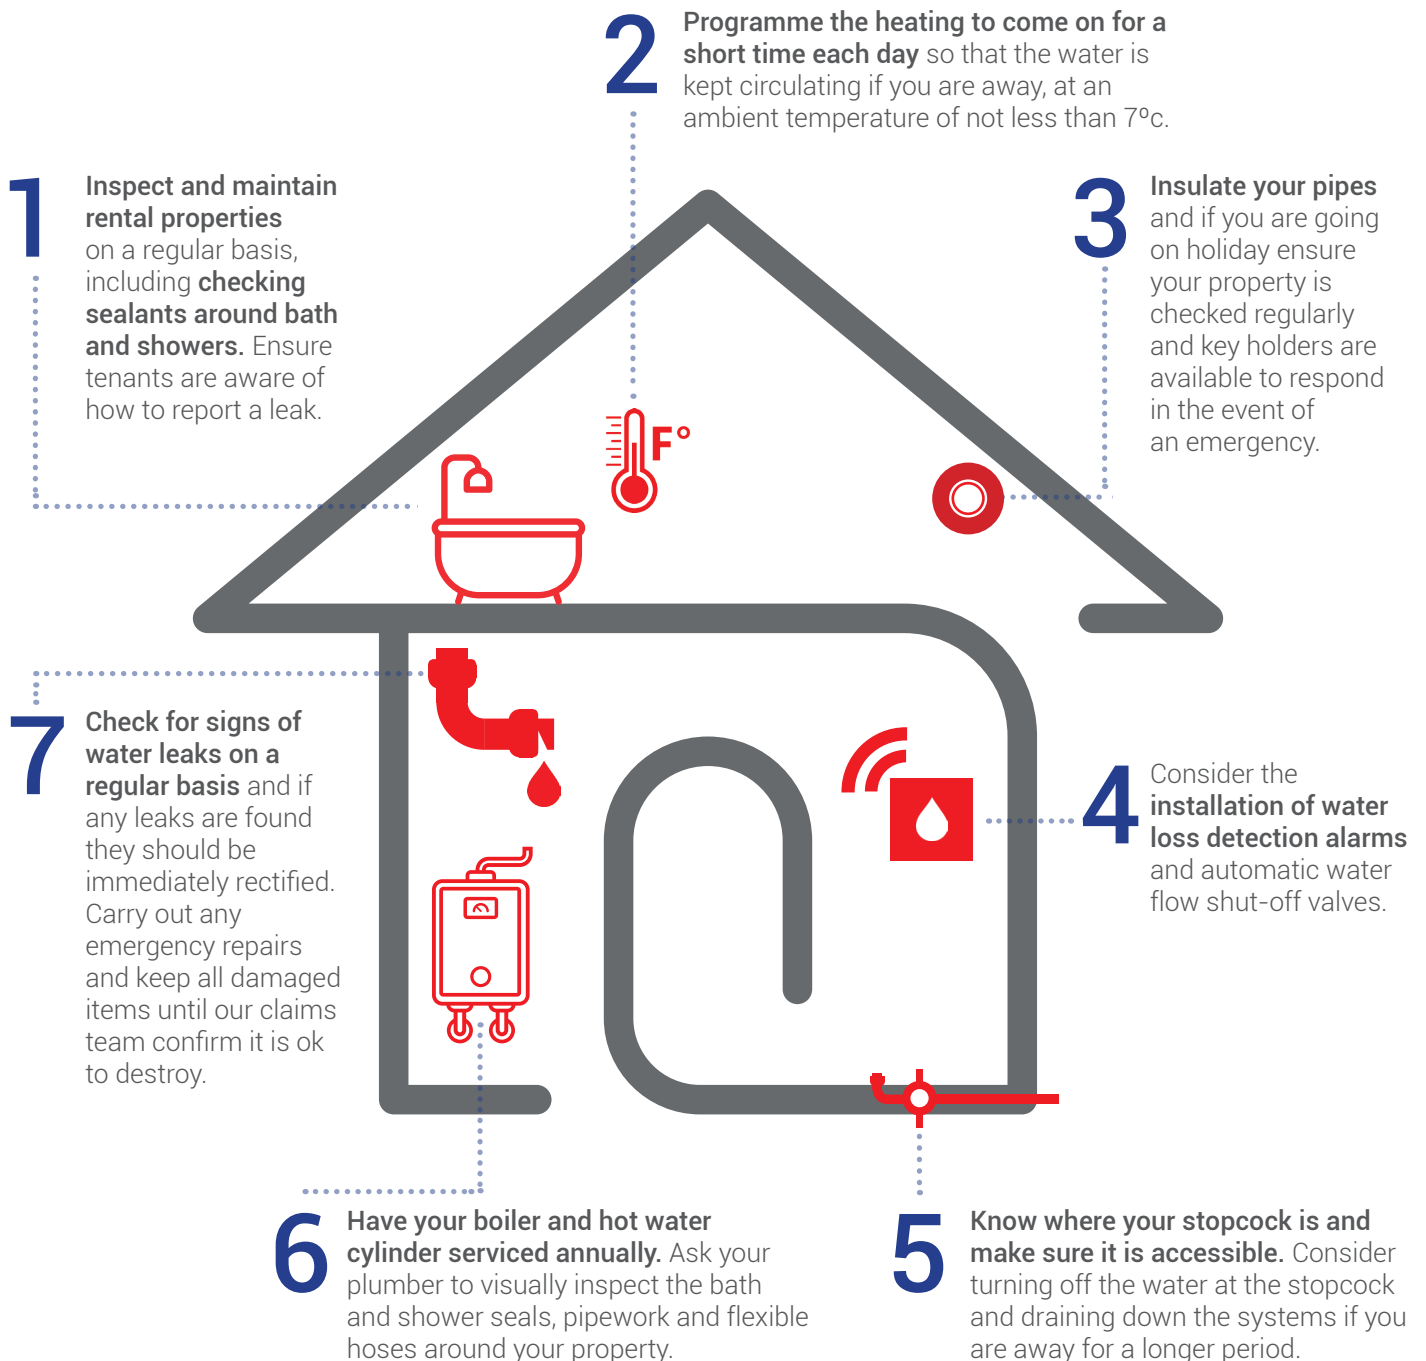 1
Inspect and maintain
rental properties
on a regular basis,
including checking
sealants around bath
and showers. Ensure
tenants are aware of
how to report a leak.
2
Programme the heating to come on for a
short time each day so that the water is
kept circulating if you are away, at an
ambient temperature of not less than 7ºc.
3
Insulate your pipes
and if you are going
on holiday ensure
your property is
checked regularly
and key holders are
available to respond
in the event of
an emergency.
F°
4
Consider the
installation of water
loss detection alarms
and automatic water
flow shut-off valves.
5
Know where your stopcock is and
make sure it is accessible. Consider
turning off the water at the stopcock
and draining down the systems if you
are away for a longer period.
6
Have your boiler and hot water
cylinder serviced annually. Ask your
plumber to visually inspect the bath
and shower seals, pipework and flexible
hoses around your property.
7
Check for signs of
water leaks on a
regular basis and if
any leaks are found
they should be
immediately rectified.
Carry out any
emergency repairs
and keep all damaged
items until our claims
team confirm it is ok
to destroy.